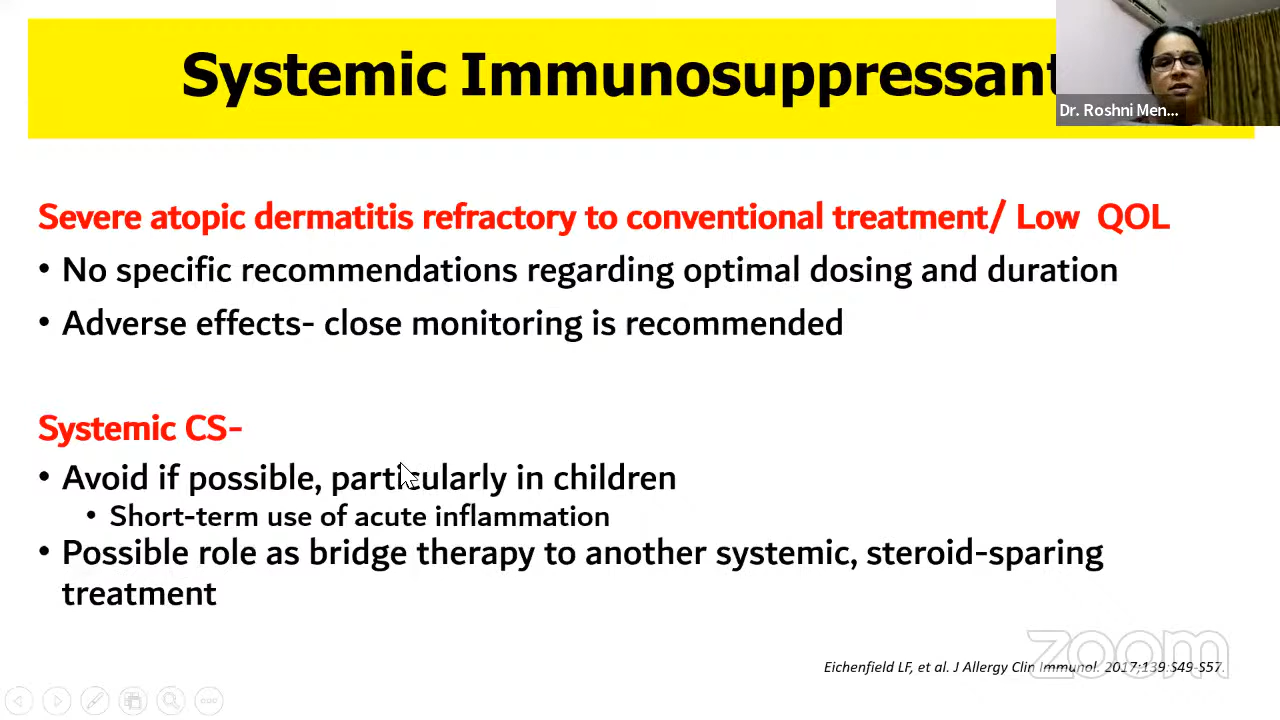 Systemic Immunosuppressant
Dr. Roshni Men...
Severe atopic dermatitis refractory to conventional treatment/ Low QOL
• No specific recommendations regarding optimal dosing and duration
• Adverse effects- close monitoring is recommended
Systemic CS-
• Avoid if possible, particularly in children
• Short-term use of acute inflammation
• Possible role as bridge therapy to another systemic, steroid-sparing
treatment
zoom
Eichenfield LF, et al. J Allergy Clin Immunol. 2017;139:S49-S57.